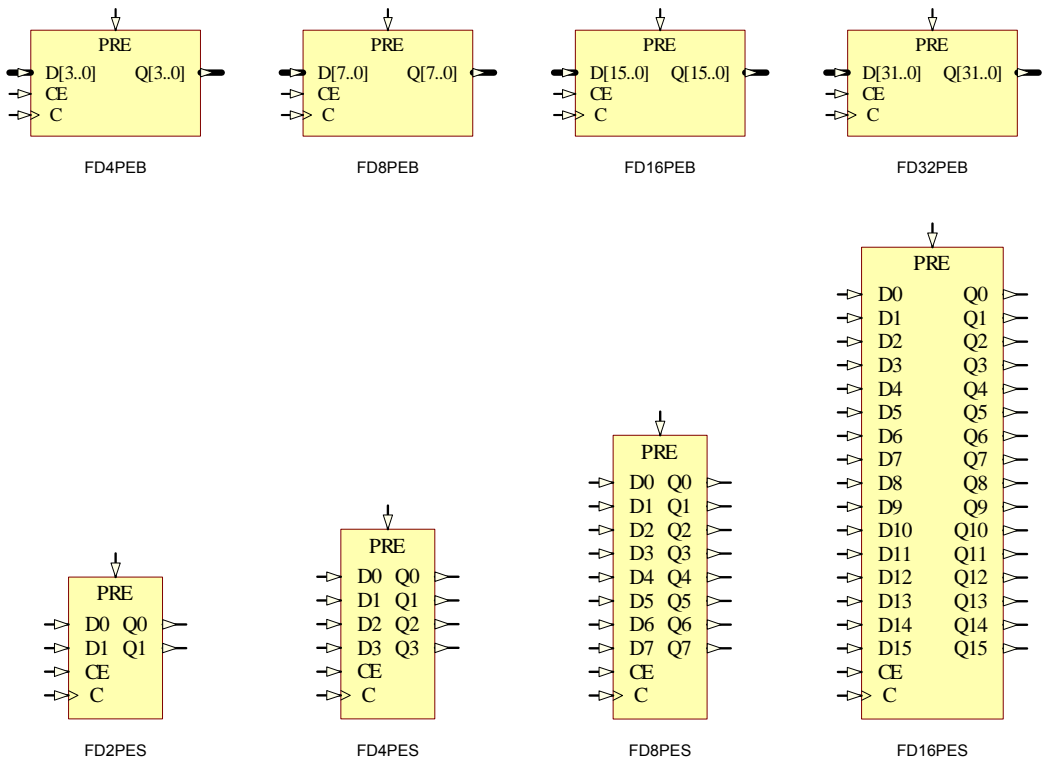 PRE
D[3..0] Q[3..0]
CE
C
FD4PEB
PRE
D[7..0] Q[7..0]
CE
C
FD8PEB
PRE
D[15..0] Q[15..0]
CE
C
FD16PEB
PRE
D[31..0] Q[31..0]
CE
C
FD32PEB
PRE
D0 Q0
D1 Q1
CE
C
FD2PES
PRE
D0 Q0
D1 Q1
D2 Q2
D3 Q3
CE
C
FD4PES
PRE
D0 Q0
D1 Q1
D2 Q2
D3 Q3
D4 Q4
D5 Q5
D6 Q6
D7 Q7
CE
C
FD8PES
PRE
D0 Q0
D1 Q1
D2 Q2
D3 Q3
D4 Q4
D5 Q5
D6 Q6
D7 Q7
D8 Q8
D9 Q9
D10 Q10
D11 Q11
D12 Q12
D13 Q13
D14 Q14
D15 Q15
CE
C
FD16PES